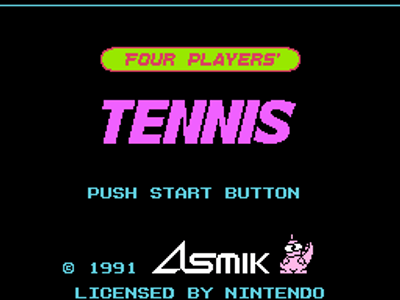 FOUR PLAYERS'
TENNIS
PUSH START BUTTON
© 1991 ASMIK
LICENSED BY NINTENDO